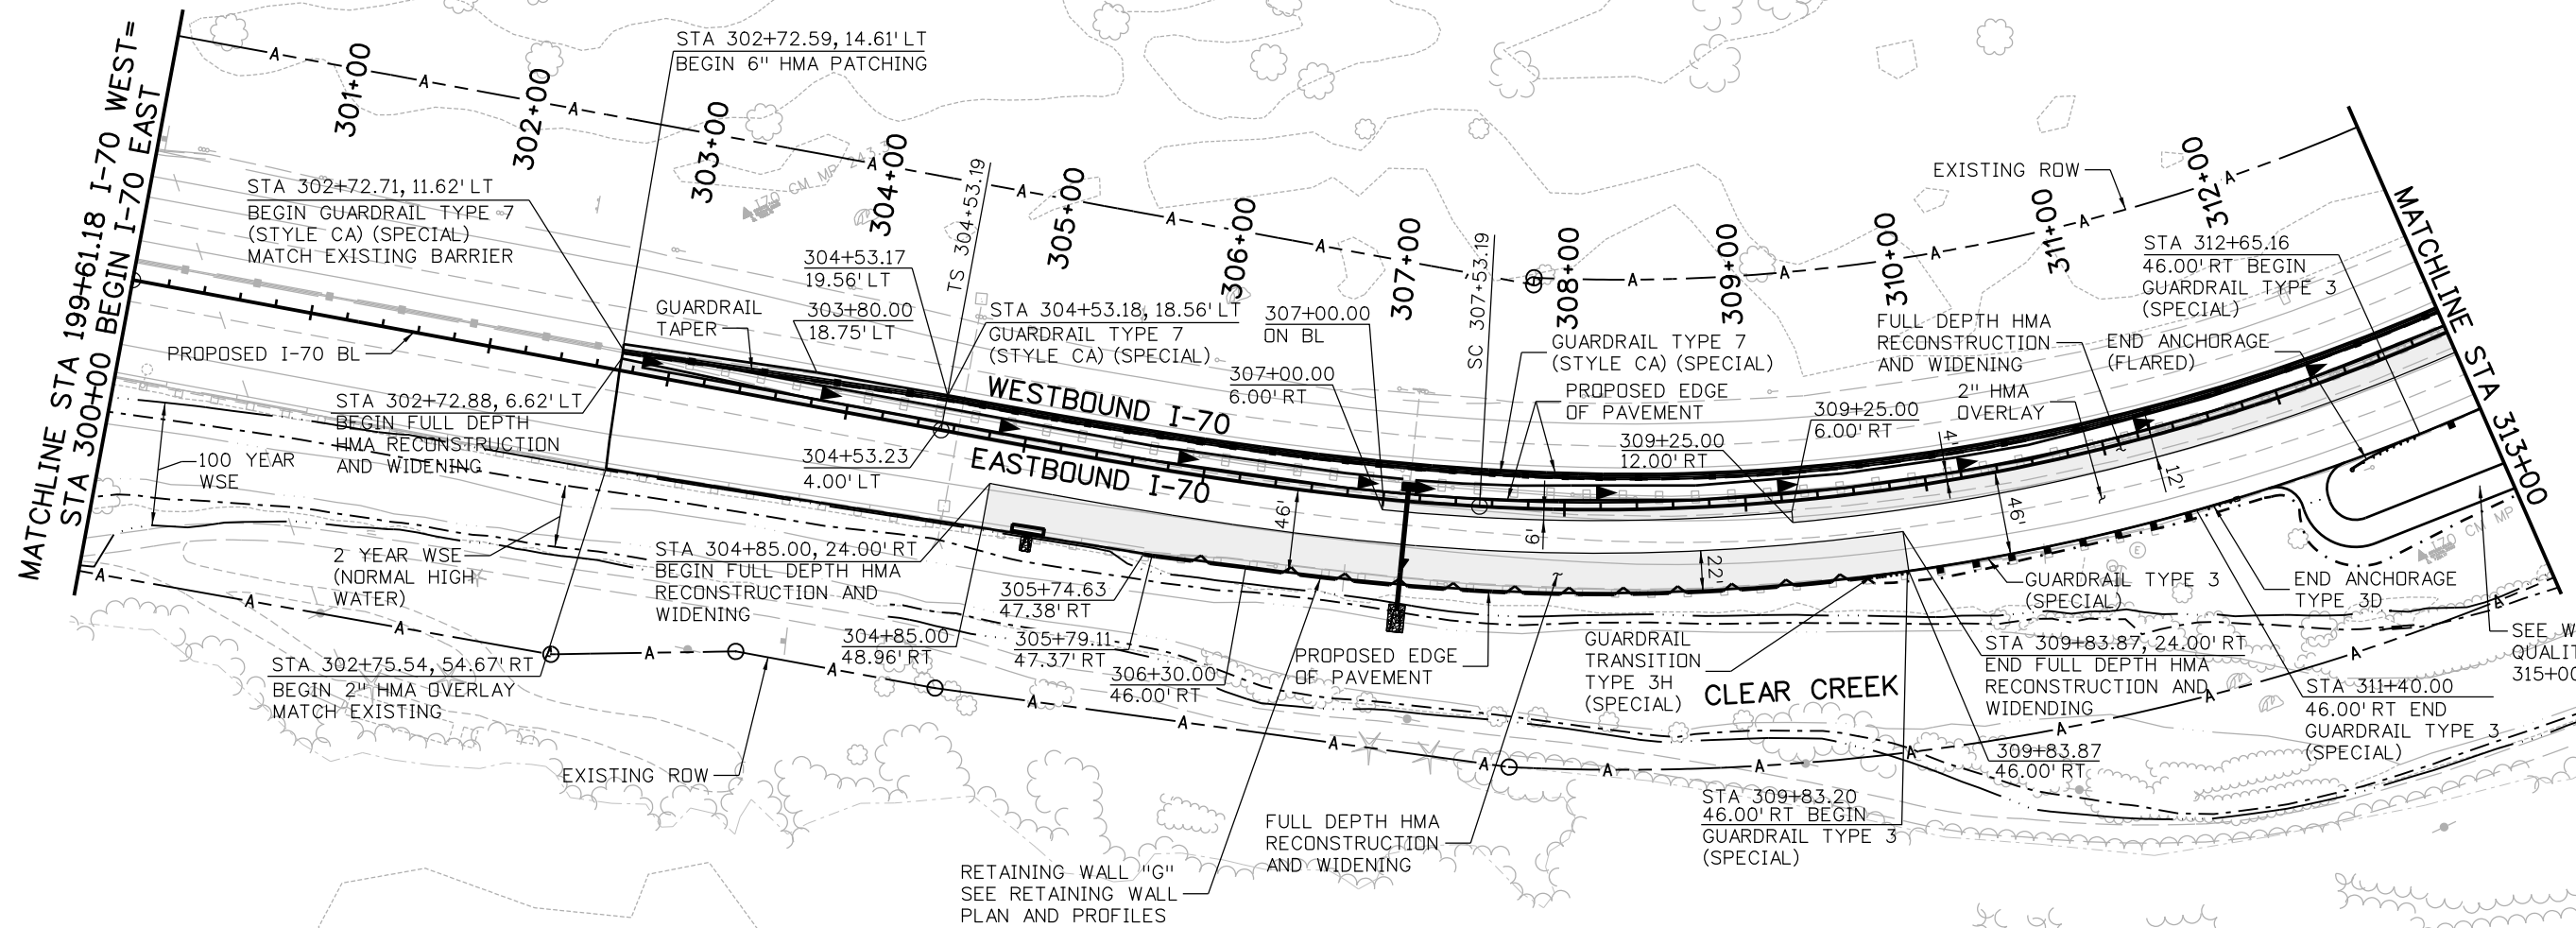 MATCHLINE STA 199+61.18 I-70 WEST=
STA 300+00 BEGIN I-70 EAST
301+00
302+00
303+00
304+00
305+00
306+00
307+00
308+00
309+00
310+00
311+00
312+00
MATCHLINE STA 313+00
STA 302+72.59, 14.61' LT
BEGIN 6" HMA PATCHING
STA 302+72.71, 11.62' LT
BEGIN GUARDRAIL TYPE 7
(STYLE CA) (SPECIAL)
MATCH EXISTING BARRIER
I70 CM MP
TS 304+53.19
304+53.17
19.56' LT
303+80.00
18.75' LT
GUARDRAIL
TAPER
STA 304+53.18, 18.56' LT
GUARDRAIL TYPE 7
(STYLE CA) (SPECIAL)
307+00.00
ON BL
307+00.00
6.00' RT
SC 307+53.19
GUARDRAIL TYPE 7
(STYLE CA) (SPECIAL)
PROPOSED EDGE
OF PAVEMENT
EXISTING ROW
FULL DEPTH HMA
RECONSTRUCTION
AND WIDENING
2" HMA
OVERLAY
STA 312+65.16
46.00' RT BEGIN
GUARDRAIL TYPE 3
(SPECIAL)
END ANCHORAGE
(FLARED)
309+25.00
6.00' RT
309+25.00
12.00' RT
4'
12'
46'
46'
6'
22'
PROPOSED I-70 BL
WESTBOUND I-70
EASTBOUND I-70
STA 302+72.88, 6.62' LT
BEGIN FULL DEPTH
HMA RECONSTRUCTION
AND WIDENING
100 YEAR
WSE
304+53.23
4.00' LT
2 YEAR WSE
(NORMAL HIGH
WATER)
STA 304+85.00, 24.00' RT
BEGIN FULL DEPTH HMA
RECONSTRUCTION AND
WIDENING
304+85.00
48.96' RT
305+74.63
47.38' RT
305+79.11
47.37' RT
306+30.00
46.00' RT
STA 302+75.54, 54.67' RT
BEGIN 2" HMA OVERLAY
MATCH EXISTING
EXISTING ROW
PROPOSED EDGE
OF PAVEMENT
GUARDRAIL
TRANSITION
TYPE 3H
(SPECIAL)
CLEAR CREEK
GUARDRAIL TYPE 3
(SPECIAL)
END ANCHORAGE
TYPE 3D
I70 CM MP
E
STA 309+83.87, 24.00' RT
END FULL DEPTH HMA
RECONSTRUCTION AND
WIDENDING
309+83.87
46.00' RT
STA 311+40.00
46.00' RT END
GUARDRAIL TYPE 3
(SPECIAL)
SEE W
QUALIT
315+00
STA 309+83.20
46.00' RT BEGIN
GUARDRAIL TYPE 3
(SPECIAL)
FULL DEPTH HMA
RECONSTRUCTION
AND WIDENING
RETAINING WALL "G"
SEE RETAINING WALL
PLAN AND PROFILES